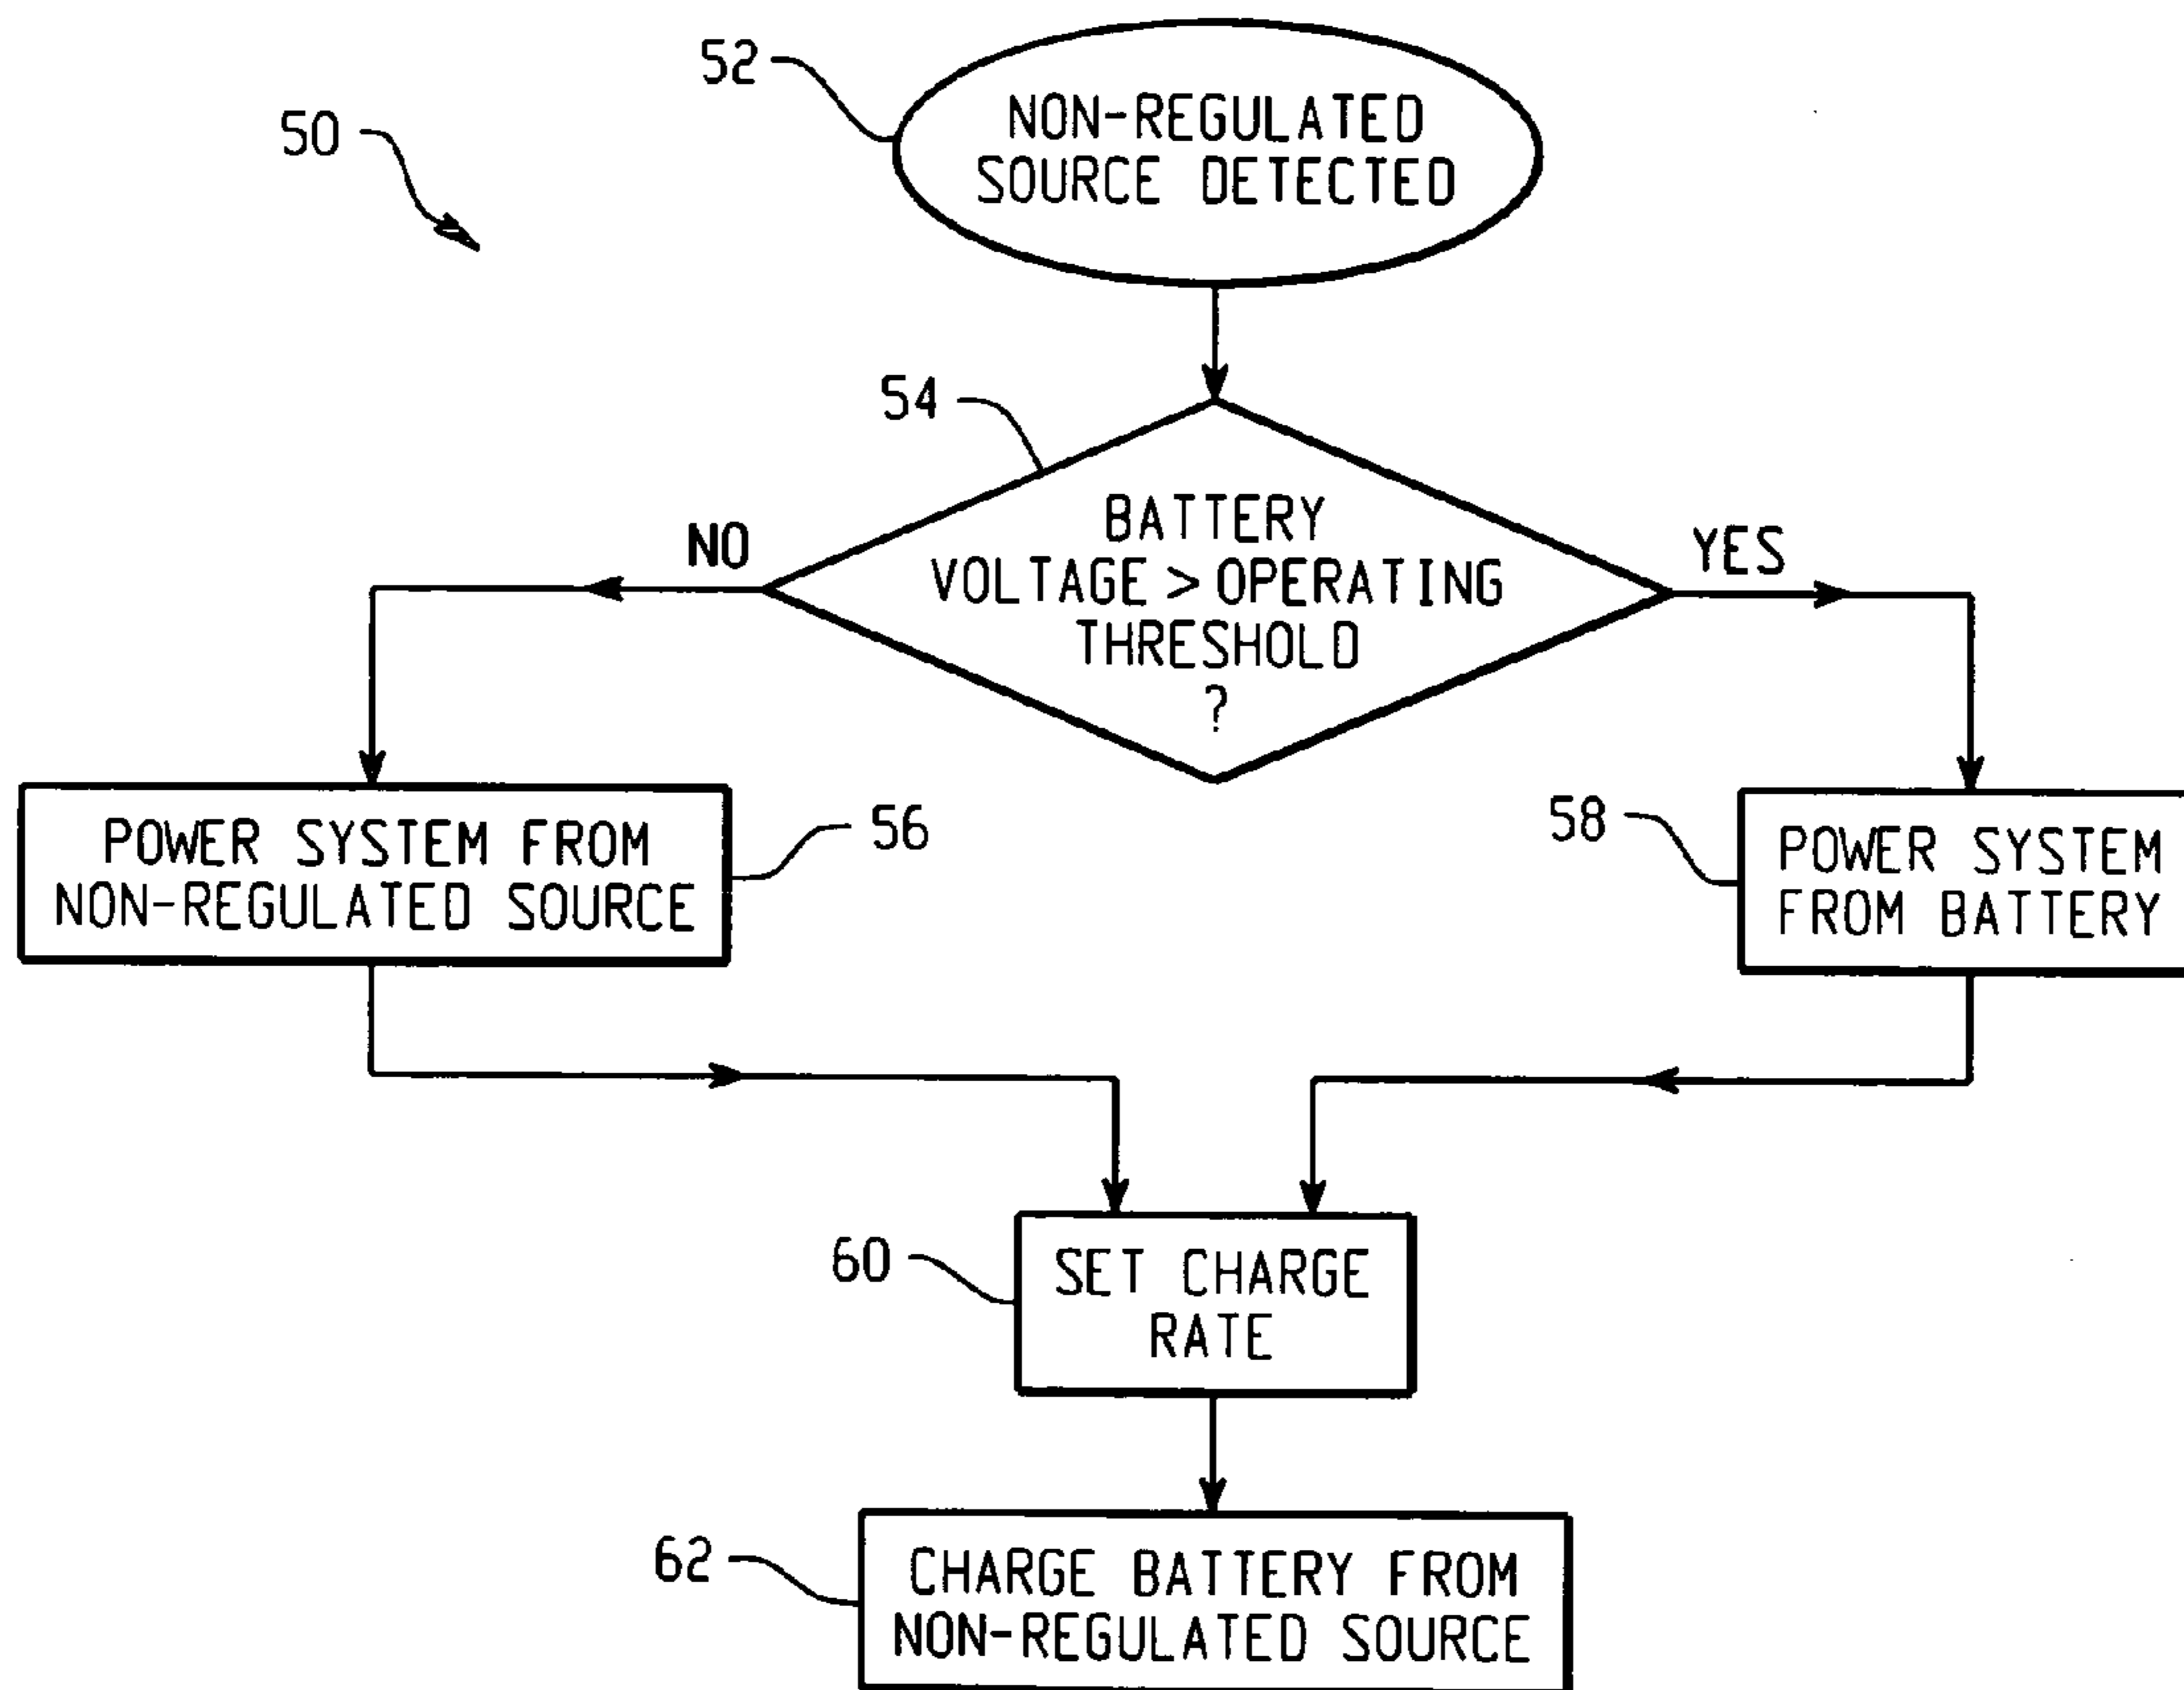 52
NON-REGULATED
SOURCE DETECTED
50
54
BATTERY
VOLTAGE > OPERATING
THRESHOLD
?
NO
YES
POWER SYSTEM FROM
NON-REGULATED SOURCE
56
58
POWER SYSTEM
FROM BATTERY
60
SET CHARGE
RATE
62
CHARGE BATTERY FROM
NON-REGULATED SOURCE